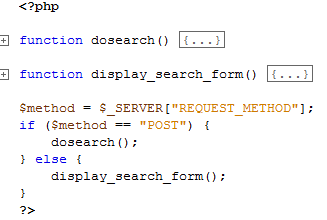 <?php
function dosearch() {...}
function display_search_form() {...}
$method = $_SERVER["REQUEST_METHOD"];
if ($method == "POST") {
    dosearch();
} else {
    display_search_form();
}
?>